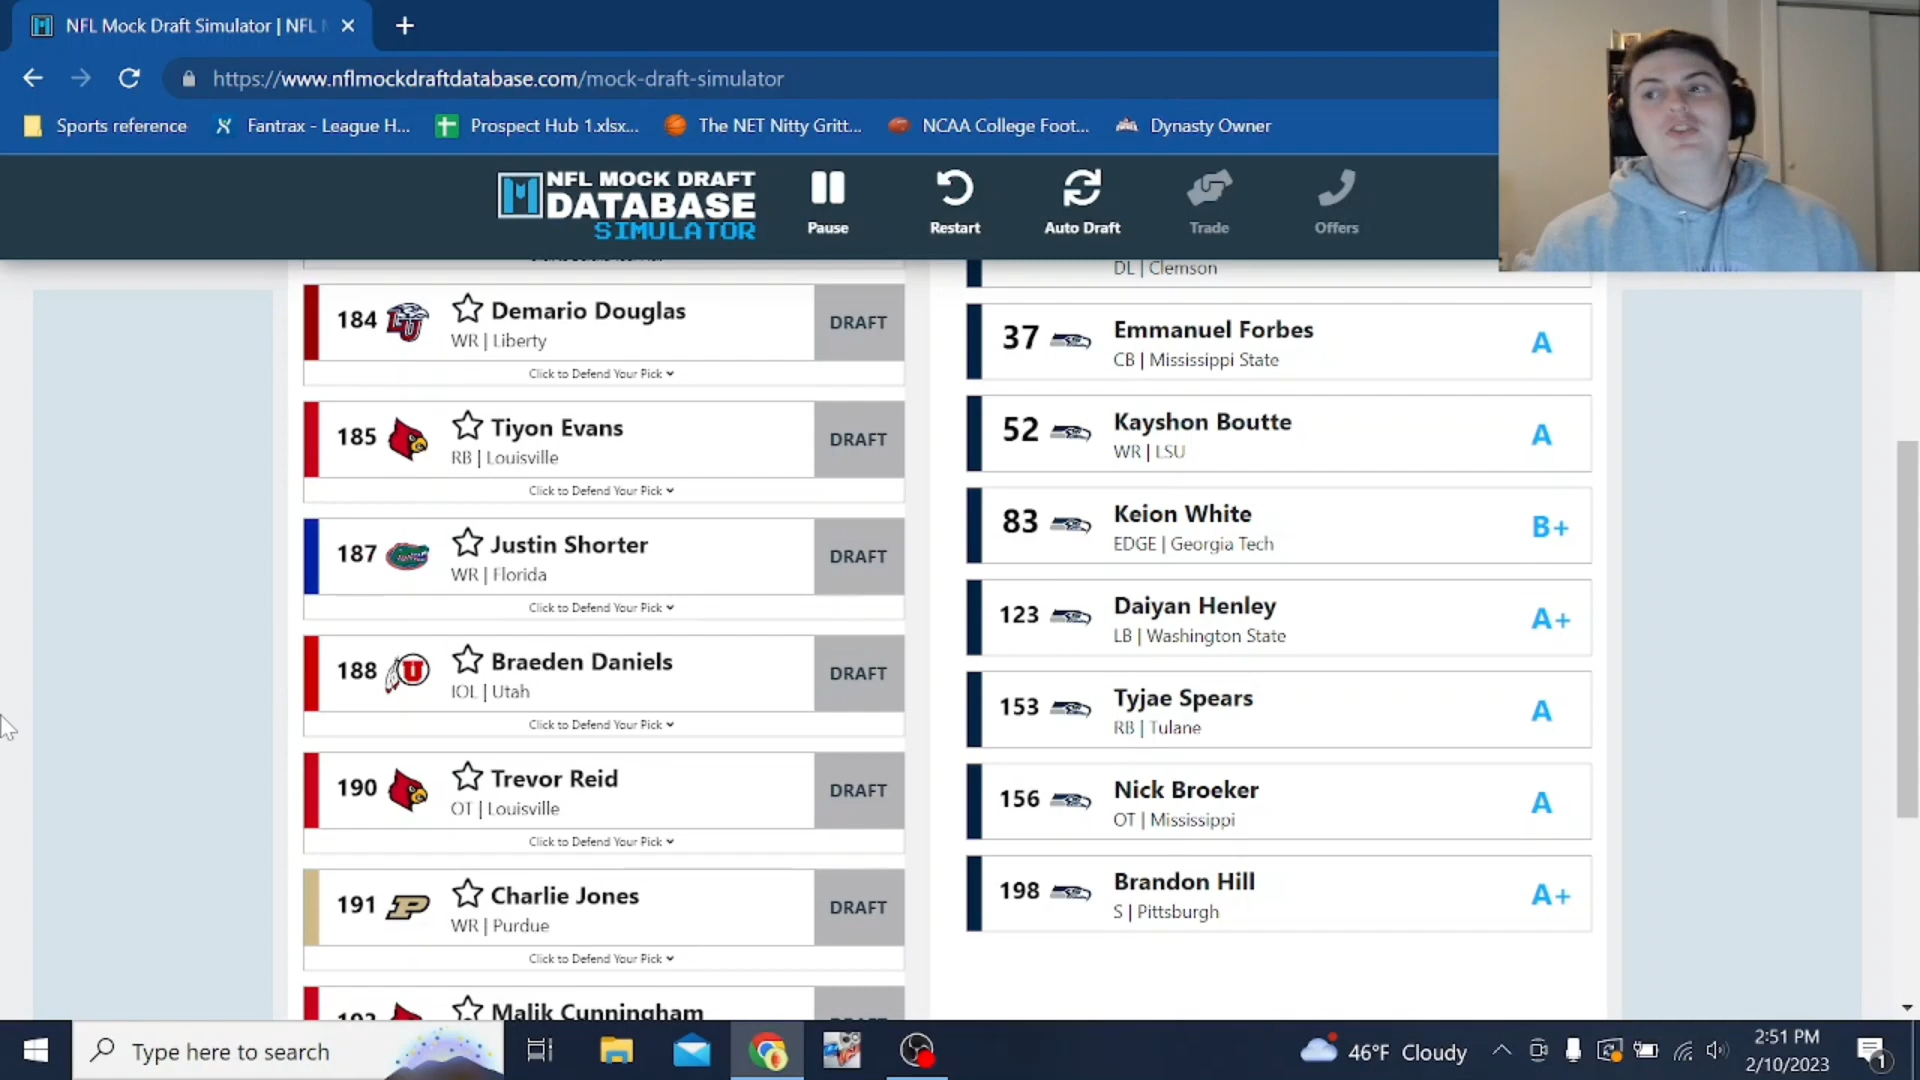 NFL Mock Draft Simulator | NFL
https://www.nflmockdraftdatabase.com/mock-draft-simulator
Sports reference
Fantrax - League H...
Prospect Hub 1.xlsx...
The NET Nitty Gritt...
NCAA College Foot...
Dynasty Owner
NFL MOCK DRAFT
DATABASE
SIMULATOR
Pause
Restart
Auto Draft
Trade
Offers
184
Demario Douglas
WR | Liberty
DRAFT
Click to Defend Your Pick
185
Tiyon Evans
RB | Louisville
DRAFT
Click to Defend Your Pick
187
Justin Shorter
WR | Florida
DRAFT
Click to Defend Your Pick
188
Braeden Daniels
IOL | Utah
DRAFT
Click to Defend Your Pick
190
Trevor Reid
OT | Louisville
DRAFT
Click to Defend Your Pick
191
Charlie Jones
WR | Purdue
DRAFT
Click to Defend Your Pick
Malik Cunningham
DL | Clemson
37
Emmanuel Forbes
A
CB | Mississippi State
52
Kayshon Boutte
A
WR | LSU
83
Keion White
B+
EDGE | Georgia Tech
123
Daiyan Henley
A+
LB | Washington State
153
Tyjae Spears
A
RB | Tulane
156
Nick Broeker
A
OT | Mississippi
198
Brandon Hill
A+
S | Pittsburgh
Type here to search
46°F Cloudy
2:51 PM
2/10/2023
1